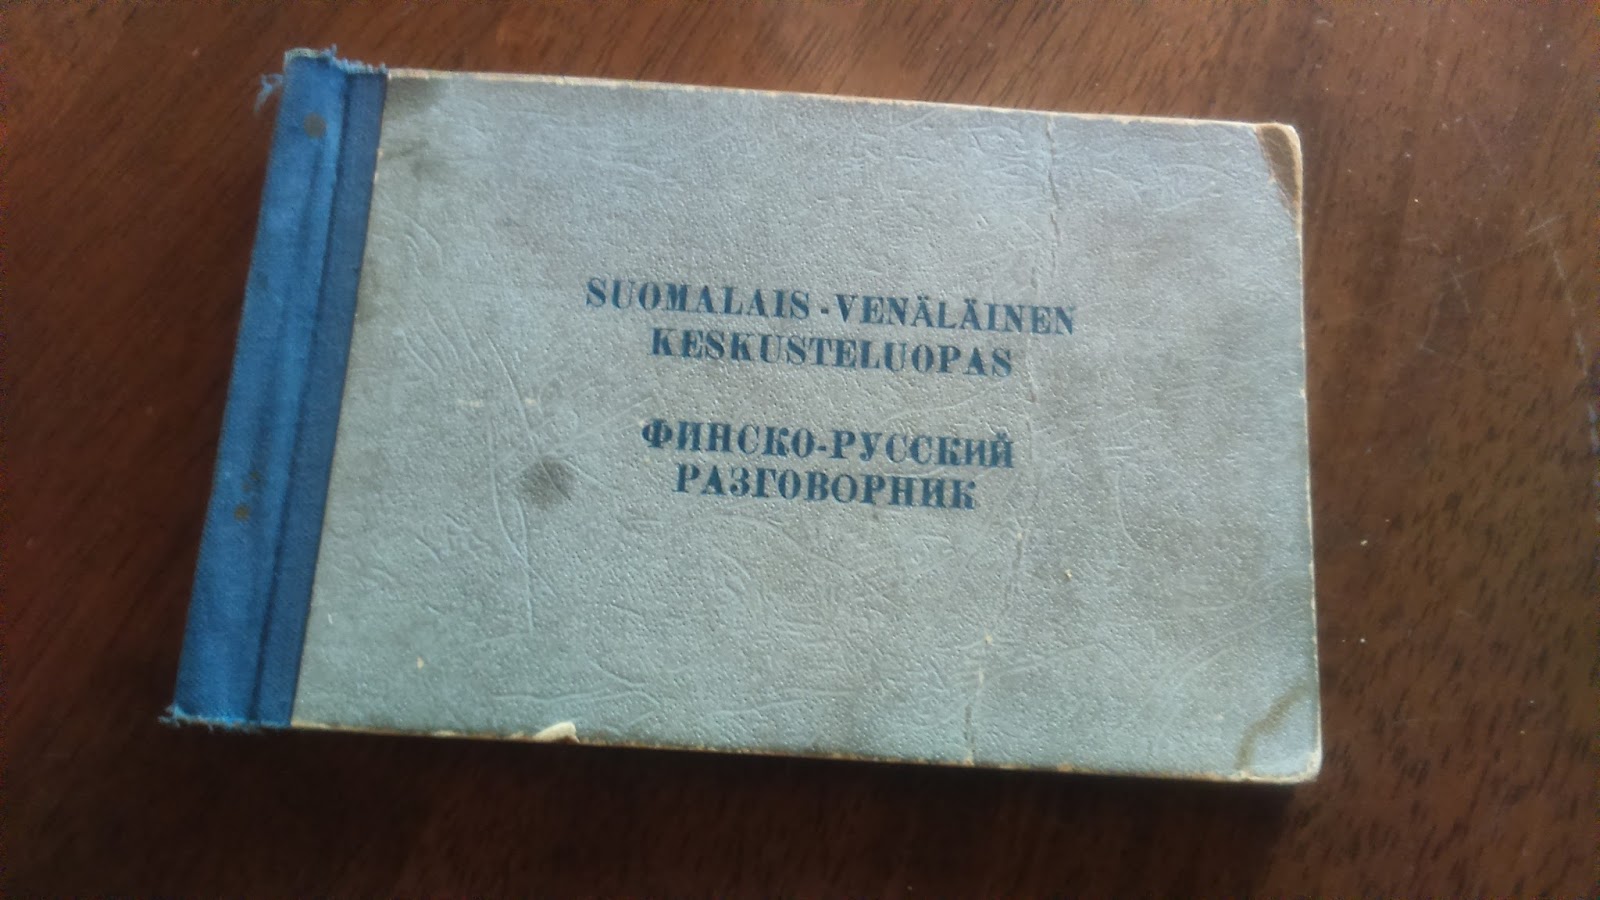 SUOMALAIS-VENÄLÄINEN
KESKUSTELUOPAS
ФИНСКО-РУССКИЙ
РАЗГОВОРНИК